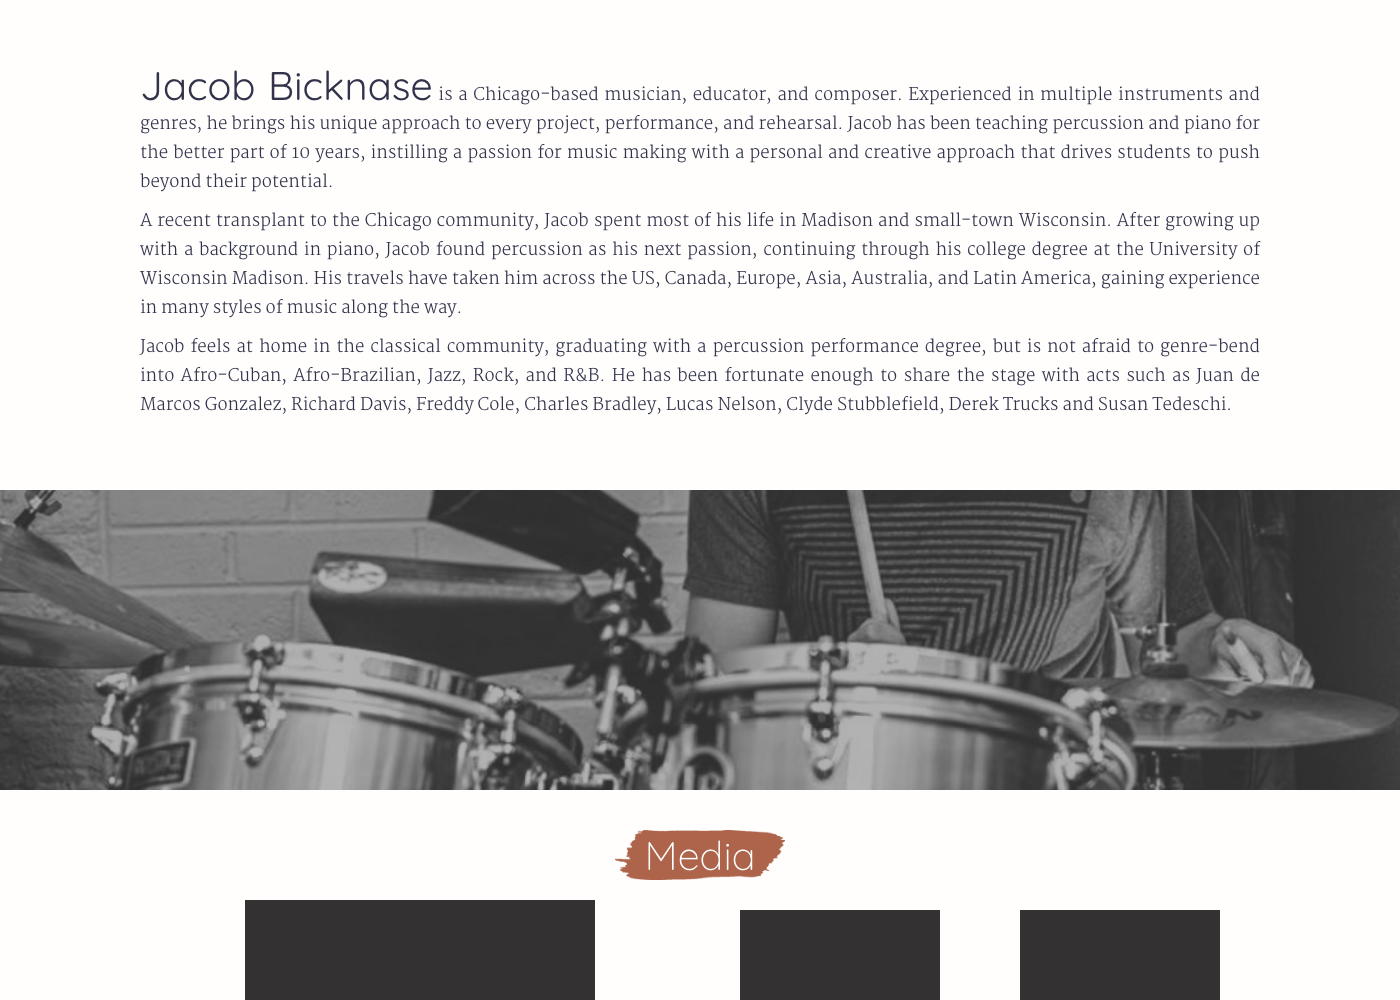 Jacob Bicknase is a Chicago-based musician, educator, and composer. Experienced in multiple instruments and
genres, he brings his unique approach to every project, performance, and rehearsal. Jacob has been teaching percussion and piano for
the better part of 10 years, instilling a passion for music making with a personal and creative approach that drives students to push
beyond their potential.
A recent transplant to the Chicago community, Jacob spent most of his life in Madison and small-town Wisconsin. After growing up
with a background in piano, Jacob found percussion as his next passion, continuing through his college degree at the University of
Wisconsin Madison. His travels have taken him across the US, Canada, Europe, Asia, Australia, and Latin America, gaining experience
in many styles of music along the way.
Jacob feels at home in the classical community, graduating with a percussion performance degree, but is not afraid to genre-bend
into Afro-Cuban, Afro-Brazilian, Jazz, Rock, and R&B. He has been fortunate enough to share the stage with acts such as Juan de
Marcos Gonzalez, Richard Davis, Freddy Cole, Charles Bradley, Lucas Nelson, Clyde Stubblefield, Derek Trucks and Susan Tedeschi.
Media